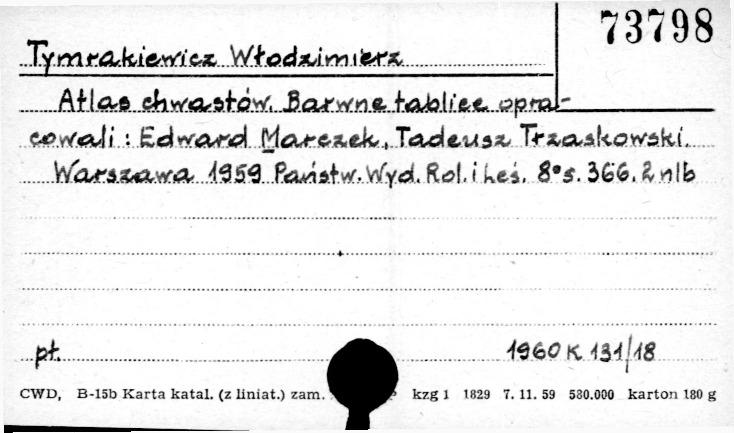 73798
Tymrakiewicz Włodzimierz
Atlas chwastów. Barwne tablice opra-
cowali: Edward Marczek, Tadeusz Trzaskowski.
Warszawa 1959 Państw. Wyd. Rol. i Leś. 8° s. 366. 2 nlb
pt.
1960 K 131/18
CWD, B-15b Karta katal. (z liniat.) zam. kzg 1 1829 7. 11. 59 580.000 karton 180 g